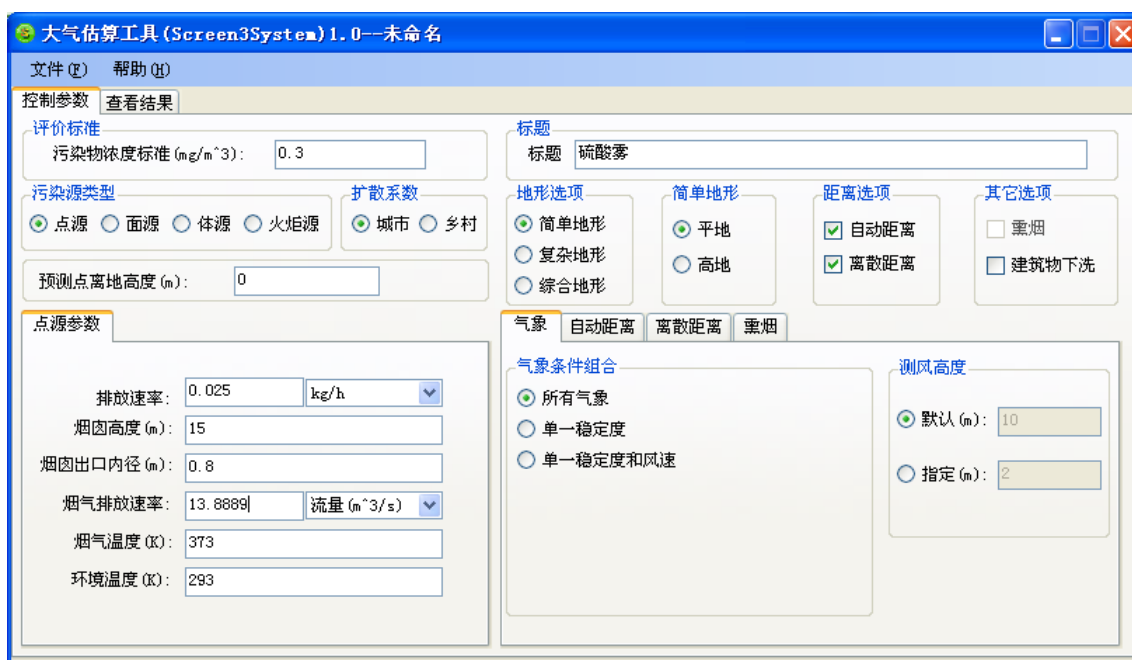 大气估算工具(Screen3System)1.0--未命名
文件(F) 帮助(H)
控制参数 查看结果
评价标准
污染物浓度标准(mg/m^3): 0.3
标题
标题 硫酸雾
污染源类型
点源 面源 体源 火炬源
扩散系数
城市 乡村
预测点离地高度(m): 0
地形选项
简单地形
复杂地形
综合地形
简单地形
平地
高地
距离选项
自动距离
离散距离
其它选项
熏烟
建筑物下洗
点源参数
排放速率: 0.025 kg/h
烟囱高度(m): 15
烟囱出口内径(m): 0.8
烟气排放速率: 13.8889 流量(m^3/s)
烟气温度(K): 373
环境温度(K): 293
气象 自动距离 离散距离 熏烟
气象条件组合
所有气象
单一稳定度
单一稳定度和风速
测风高度
默认(m): 10
指定(m): 2